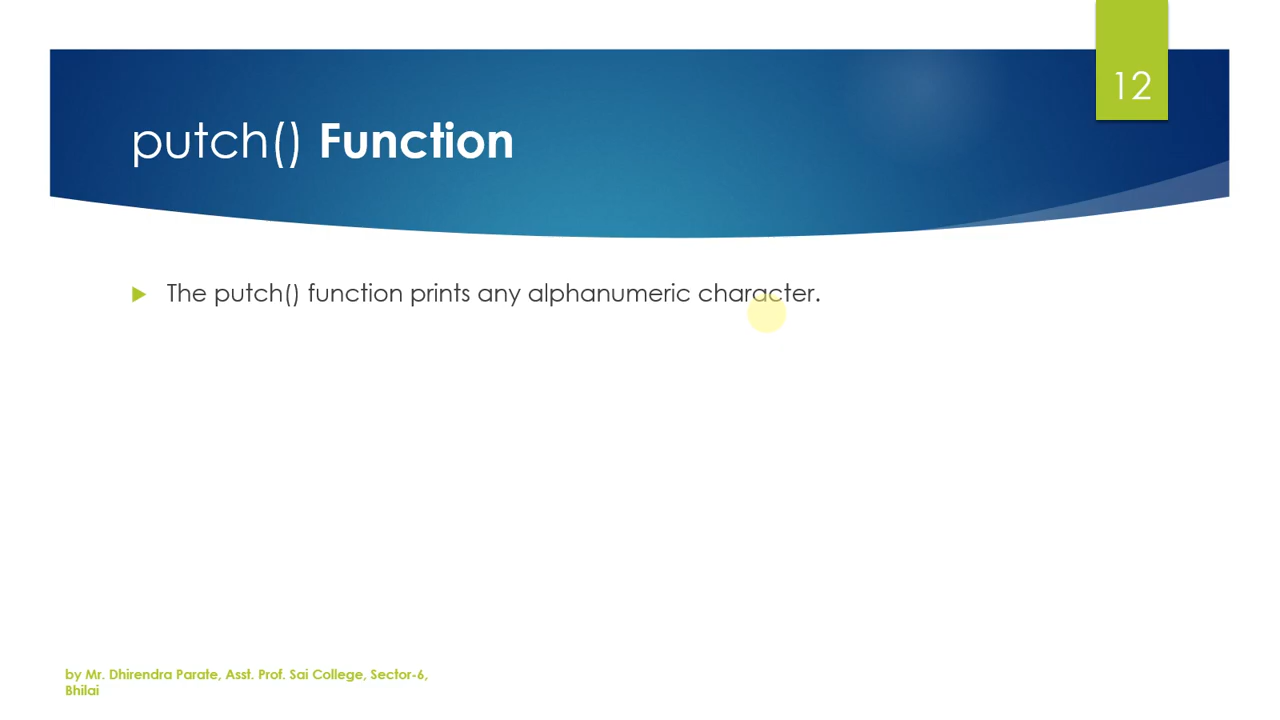 12
putch() Function
The putch() function prints any alphanumeric character.
by Mr. Dhirendra Parate, Asst. Prof. Sai College, Sector-6,
Bhilai